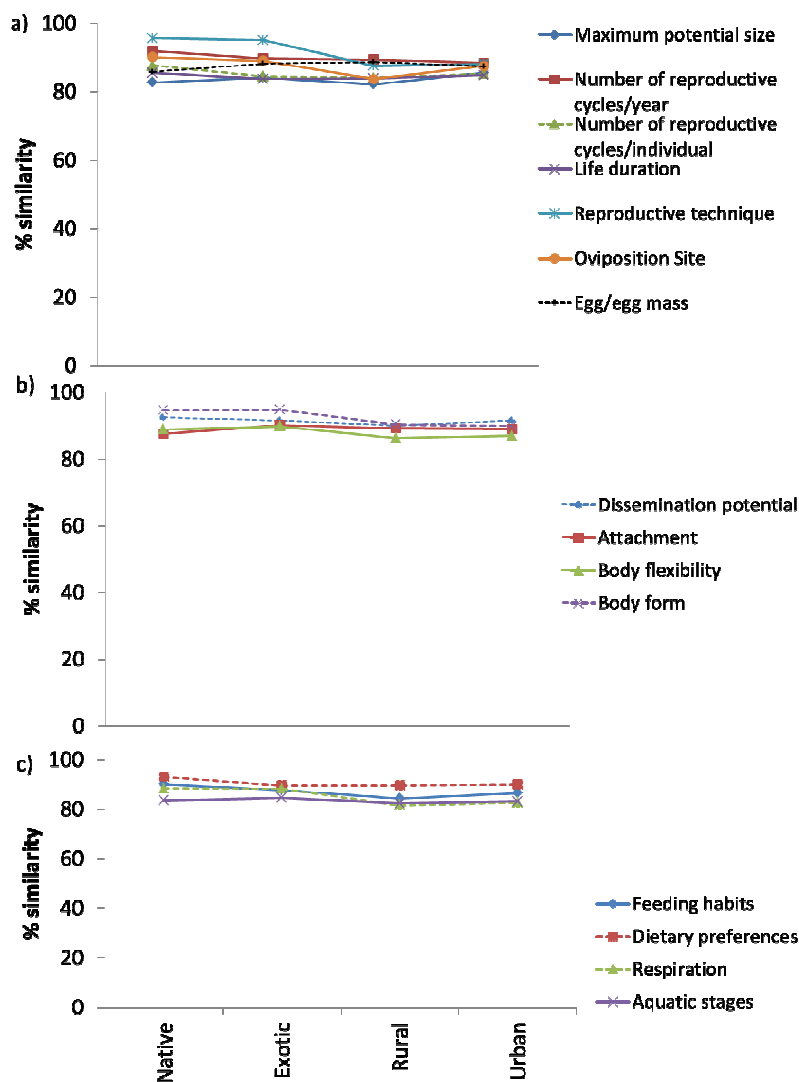 a)
100
80
60
40
20
0
% similarity
Maximum potential size
Number of reproductive
cycles/year
Number of reproductive
cycles/individual
Life duration
Reproductive technique
Oviposition Site
Egg/egg mass
b)
100
80
60
40
20
0
% similarity
Dissemination potential
Attachment
Body flexibility
Body form
c)
100
80
60
40
20
0
% similarity
Feeding habits
Dietary preferences
Respiration
Aquatic stages
Native
Exotic
Rural
Urban